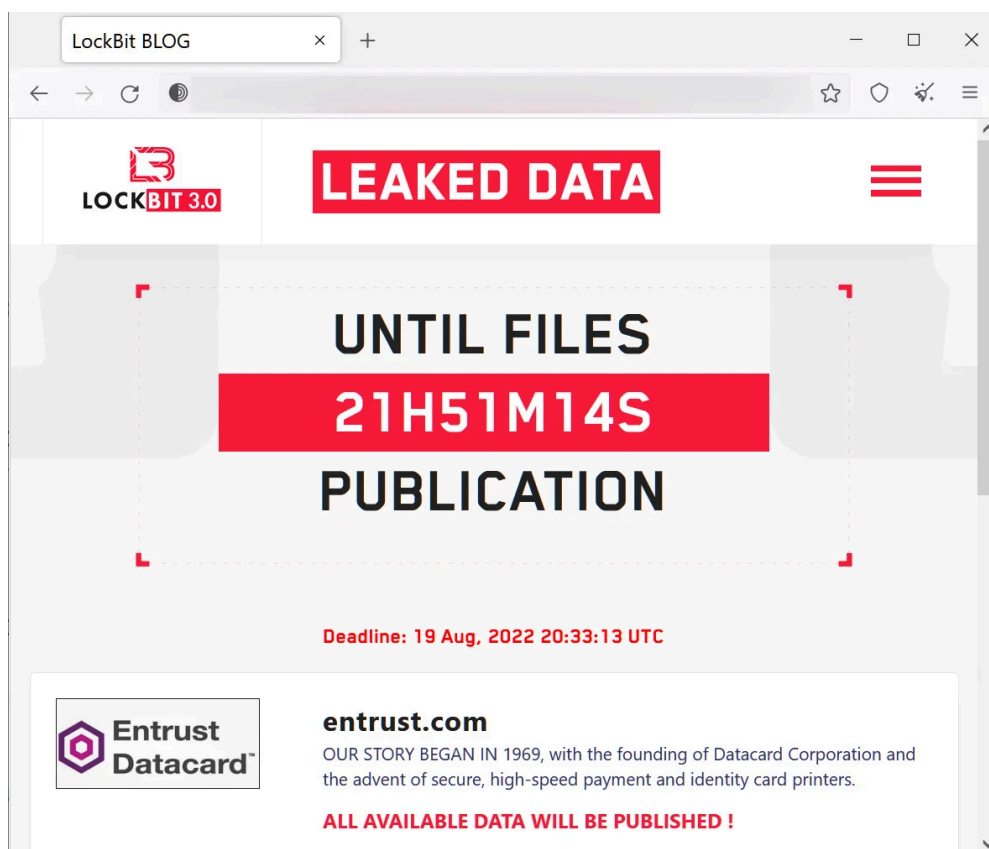 LockBit BLOG
LOCKBIT 3.0
LEAKED DATA
UNTIL FILES
21H51M14S
PUBLICATION
Deadline: 19 Aug, 2022 20:33:13 UTC
Entrust
Datacard™
entrust.com
OUR STORY BEGAN IN 1969, with the founding of Datacard Corporation and
the advent of secure, high-speed payment and identity card printers.
ALL AVAILABLE DATA WILL BE PUBLISHED !